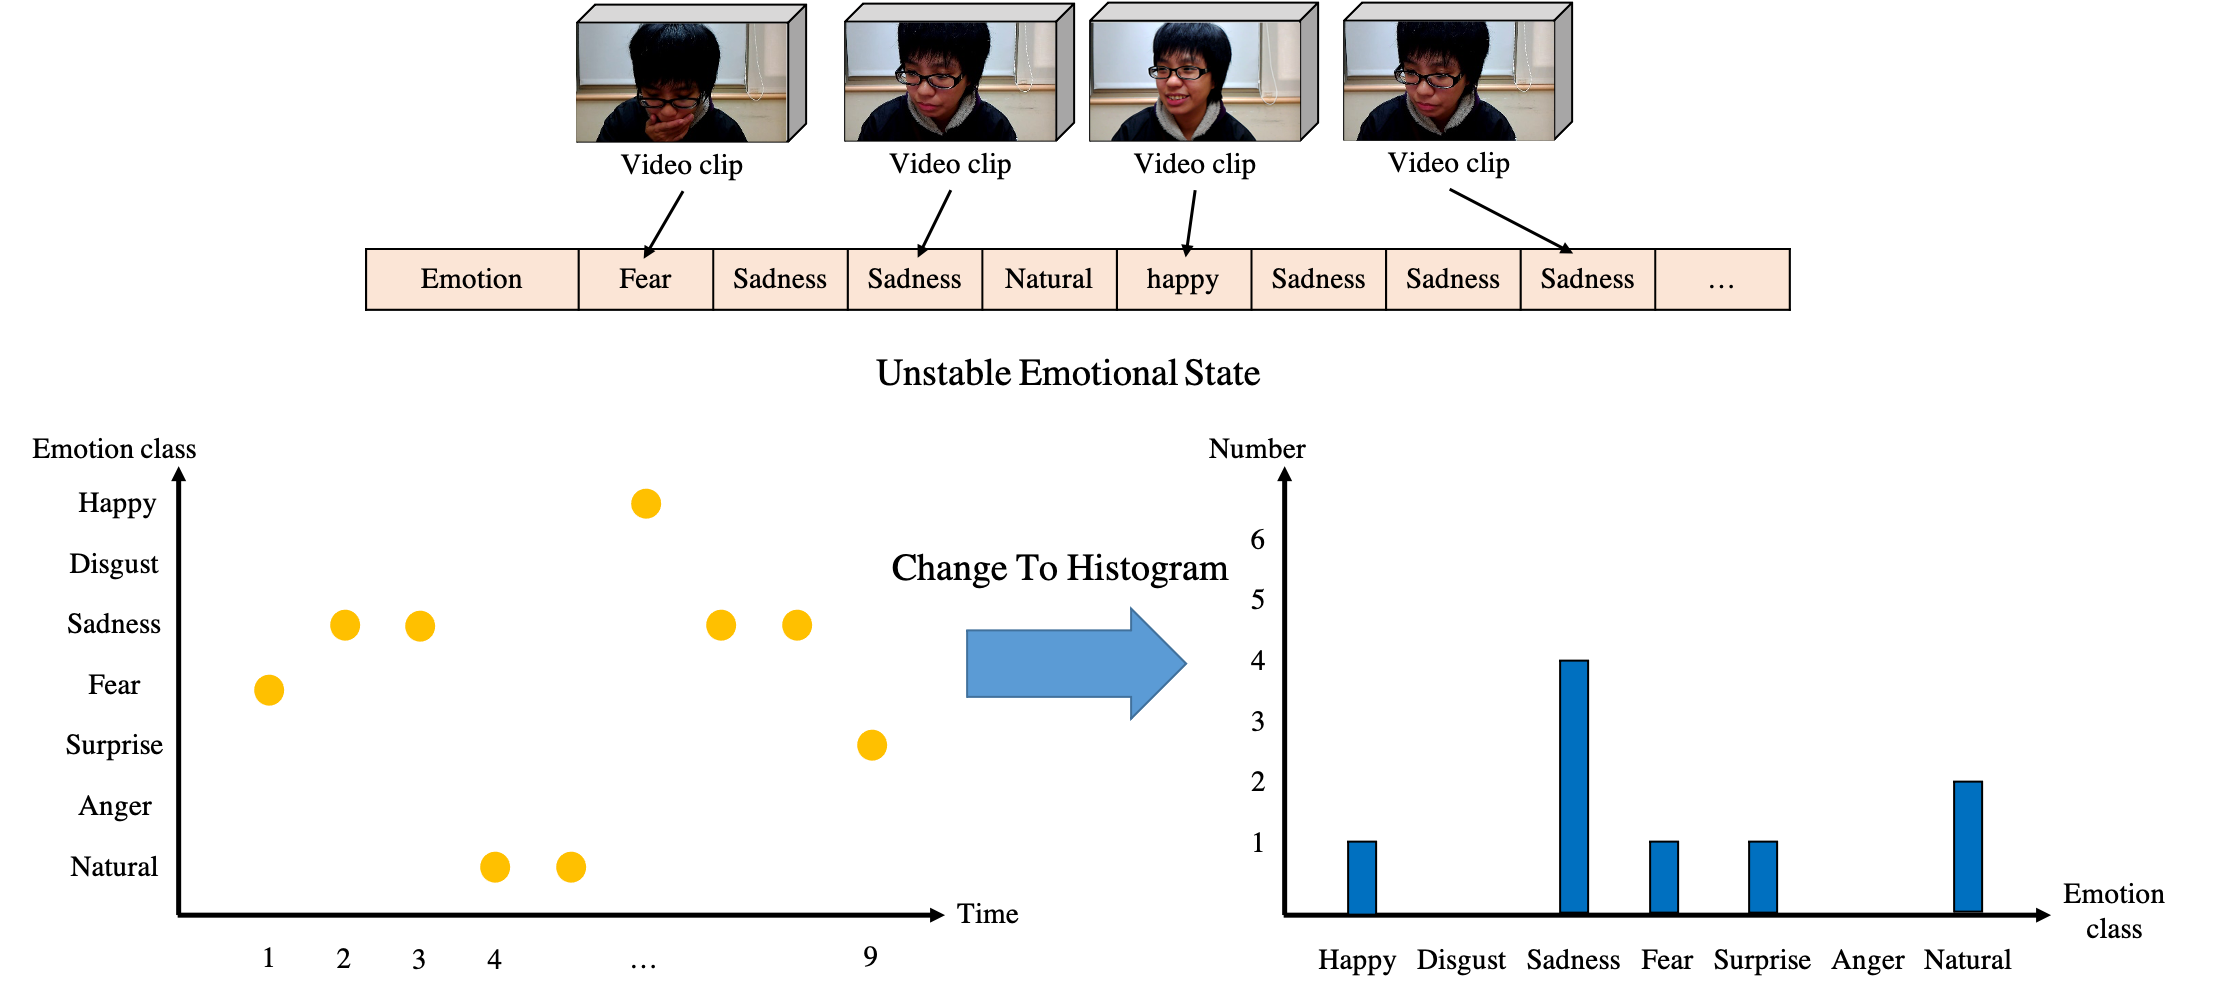 Video clip
Video clip
Video clip
Video clip
Emotion Fear Sadness Sadness Natural happy Sadness Sadness Sadness …
Unstable Emotional State
Emotion class
Happy
Disgust
Sadness
Fear
Surprise
Anger
Natural
1 2 3 4 … 9
Time
Change To Histogram
Number
6
5
4
3
2
1
Happy Disgust Sadness Fear Surprise Anger Natural
Emotion
class